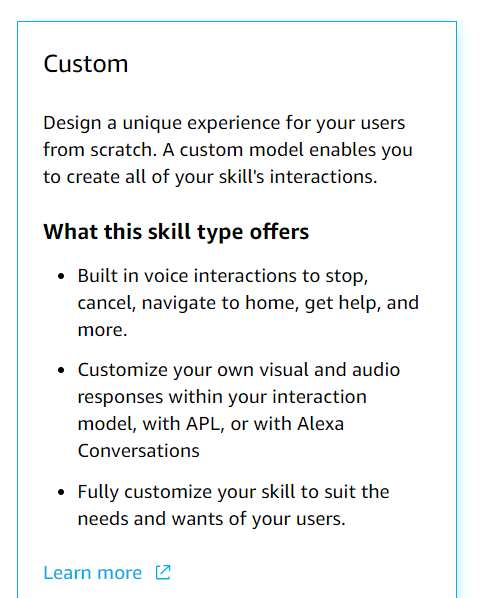 Custom
Design a unique experience for your users
from scratch. A custom model enables you
to create all of your skill's interactions.
What this skill type offers
• Built in voice interactions to stop,
cancel, navigate to home, get help, and
more.
• Customize your own visual and audio
responses within your interaction
model, with APL, or with Alexa
Conversations
• Fully customize your skill to suit the
needs and wants of your users.
Learn more